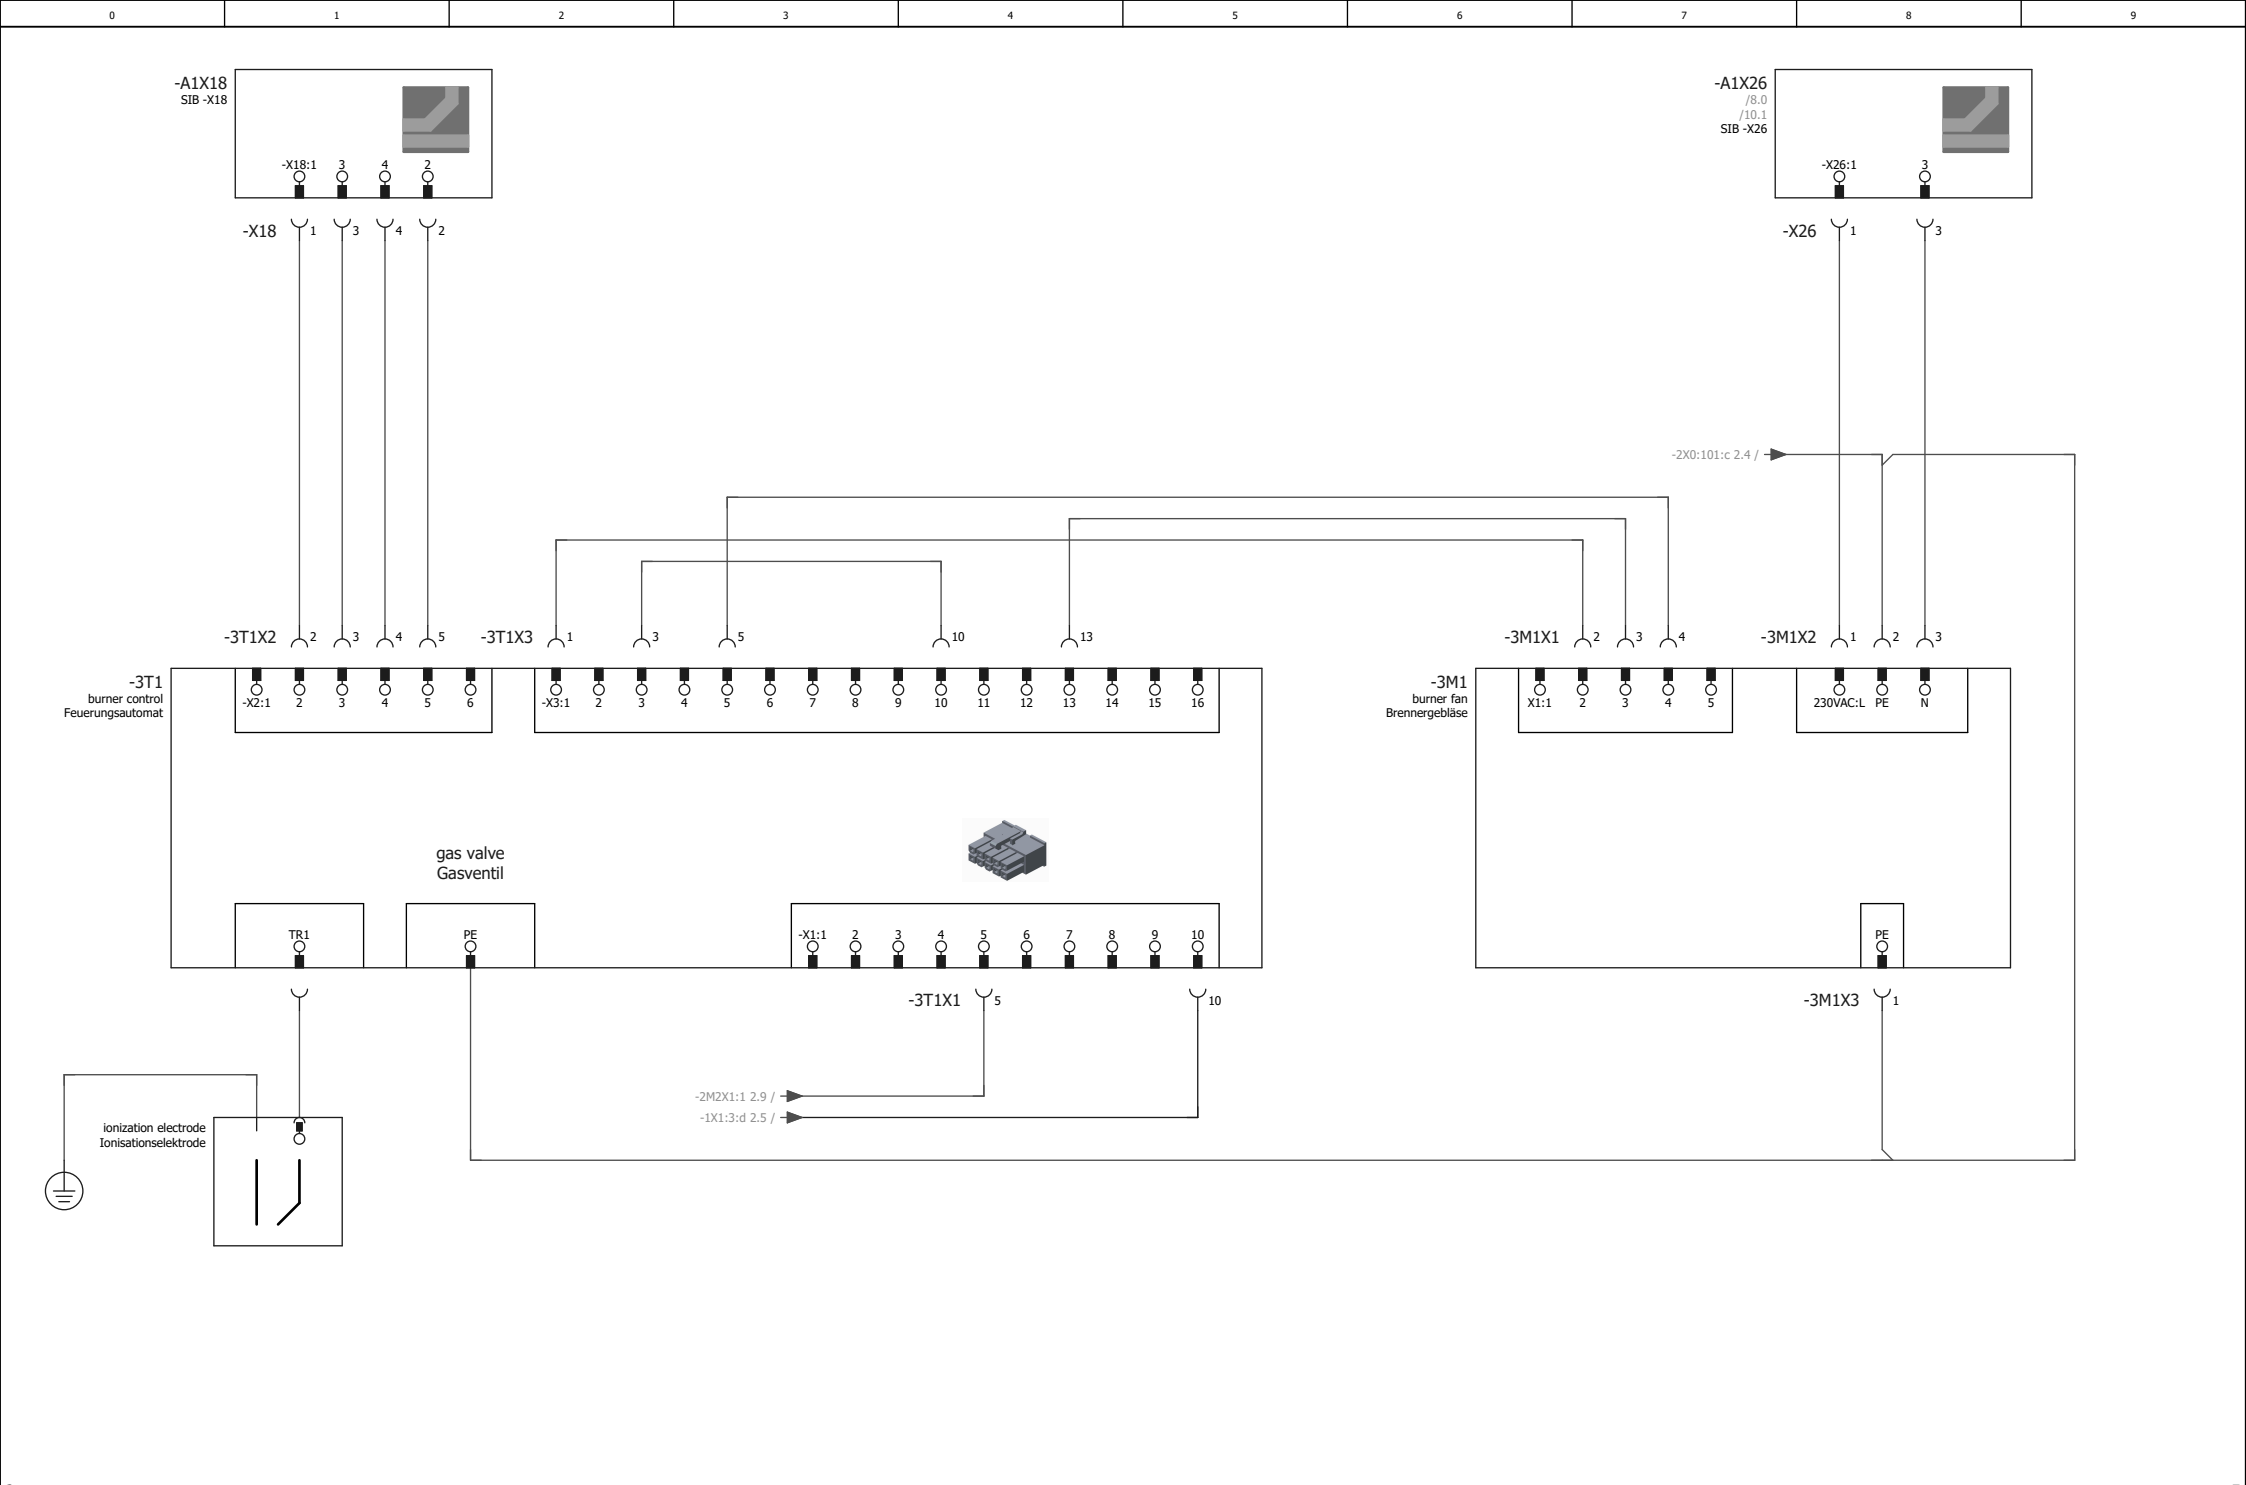 0 1 2 3 4 5 6 7 8 9
-A1X18
SIB -X18
-X18:1 3 4 2
-X18 1 3 4 2
-A1X26
/8.0
/10.1
SIB -X26
-X26:1 3
-X26 1 3
-2X0:101:c 2.4 /
-3T1X2 2 3 4 5
-3T1X3 1 3 5 10 13
-3M1X1 2 3 4
-3M1X2 1 2 3
-3T1
burner control
Feuerungsautomat
-X2:1 2 3 4 5 6
-X3:1 2 3 4 5 6 7 8 9 10 11 12 13 14 15 16
-3M1
burner fan
Brennergebläse
X1:1 2 3 4 5
230VAC:L PE N
gas valve
Gasventil
TR1
PE
-X1:1 2 3 4 5 6 7 8 9 10
PE
-3T1X1 5 10
-3M1X3 1
-2M2X1:1 2.9 /
-1X1:3:d 2.5 /
ionization electrode
Ionisationselektrode